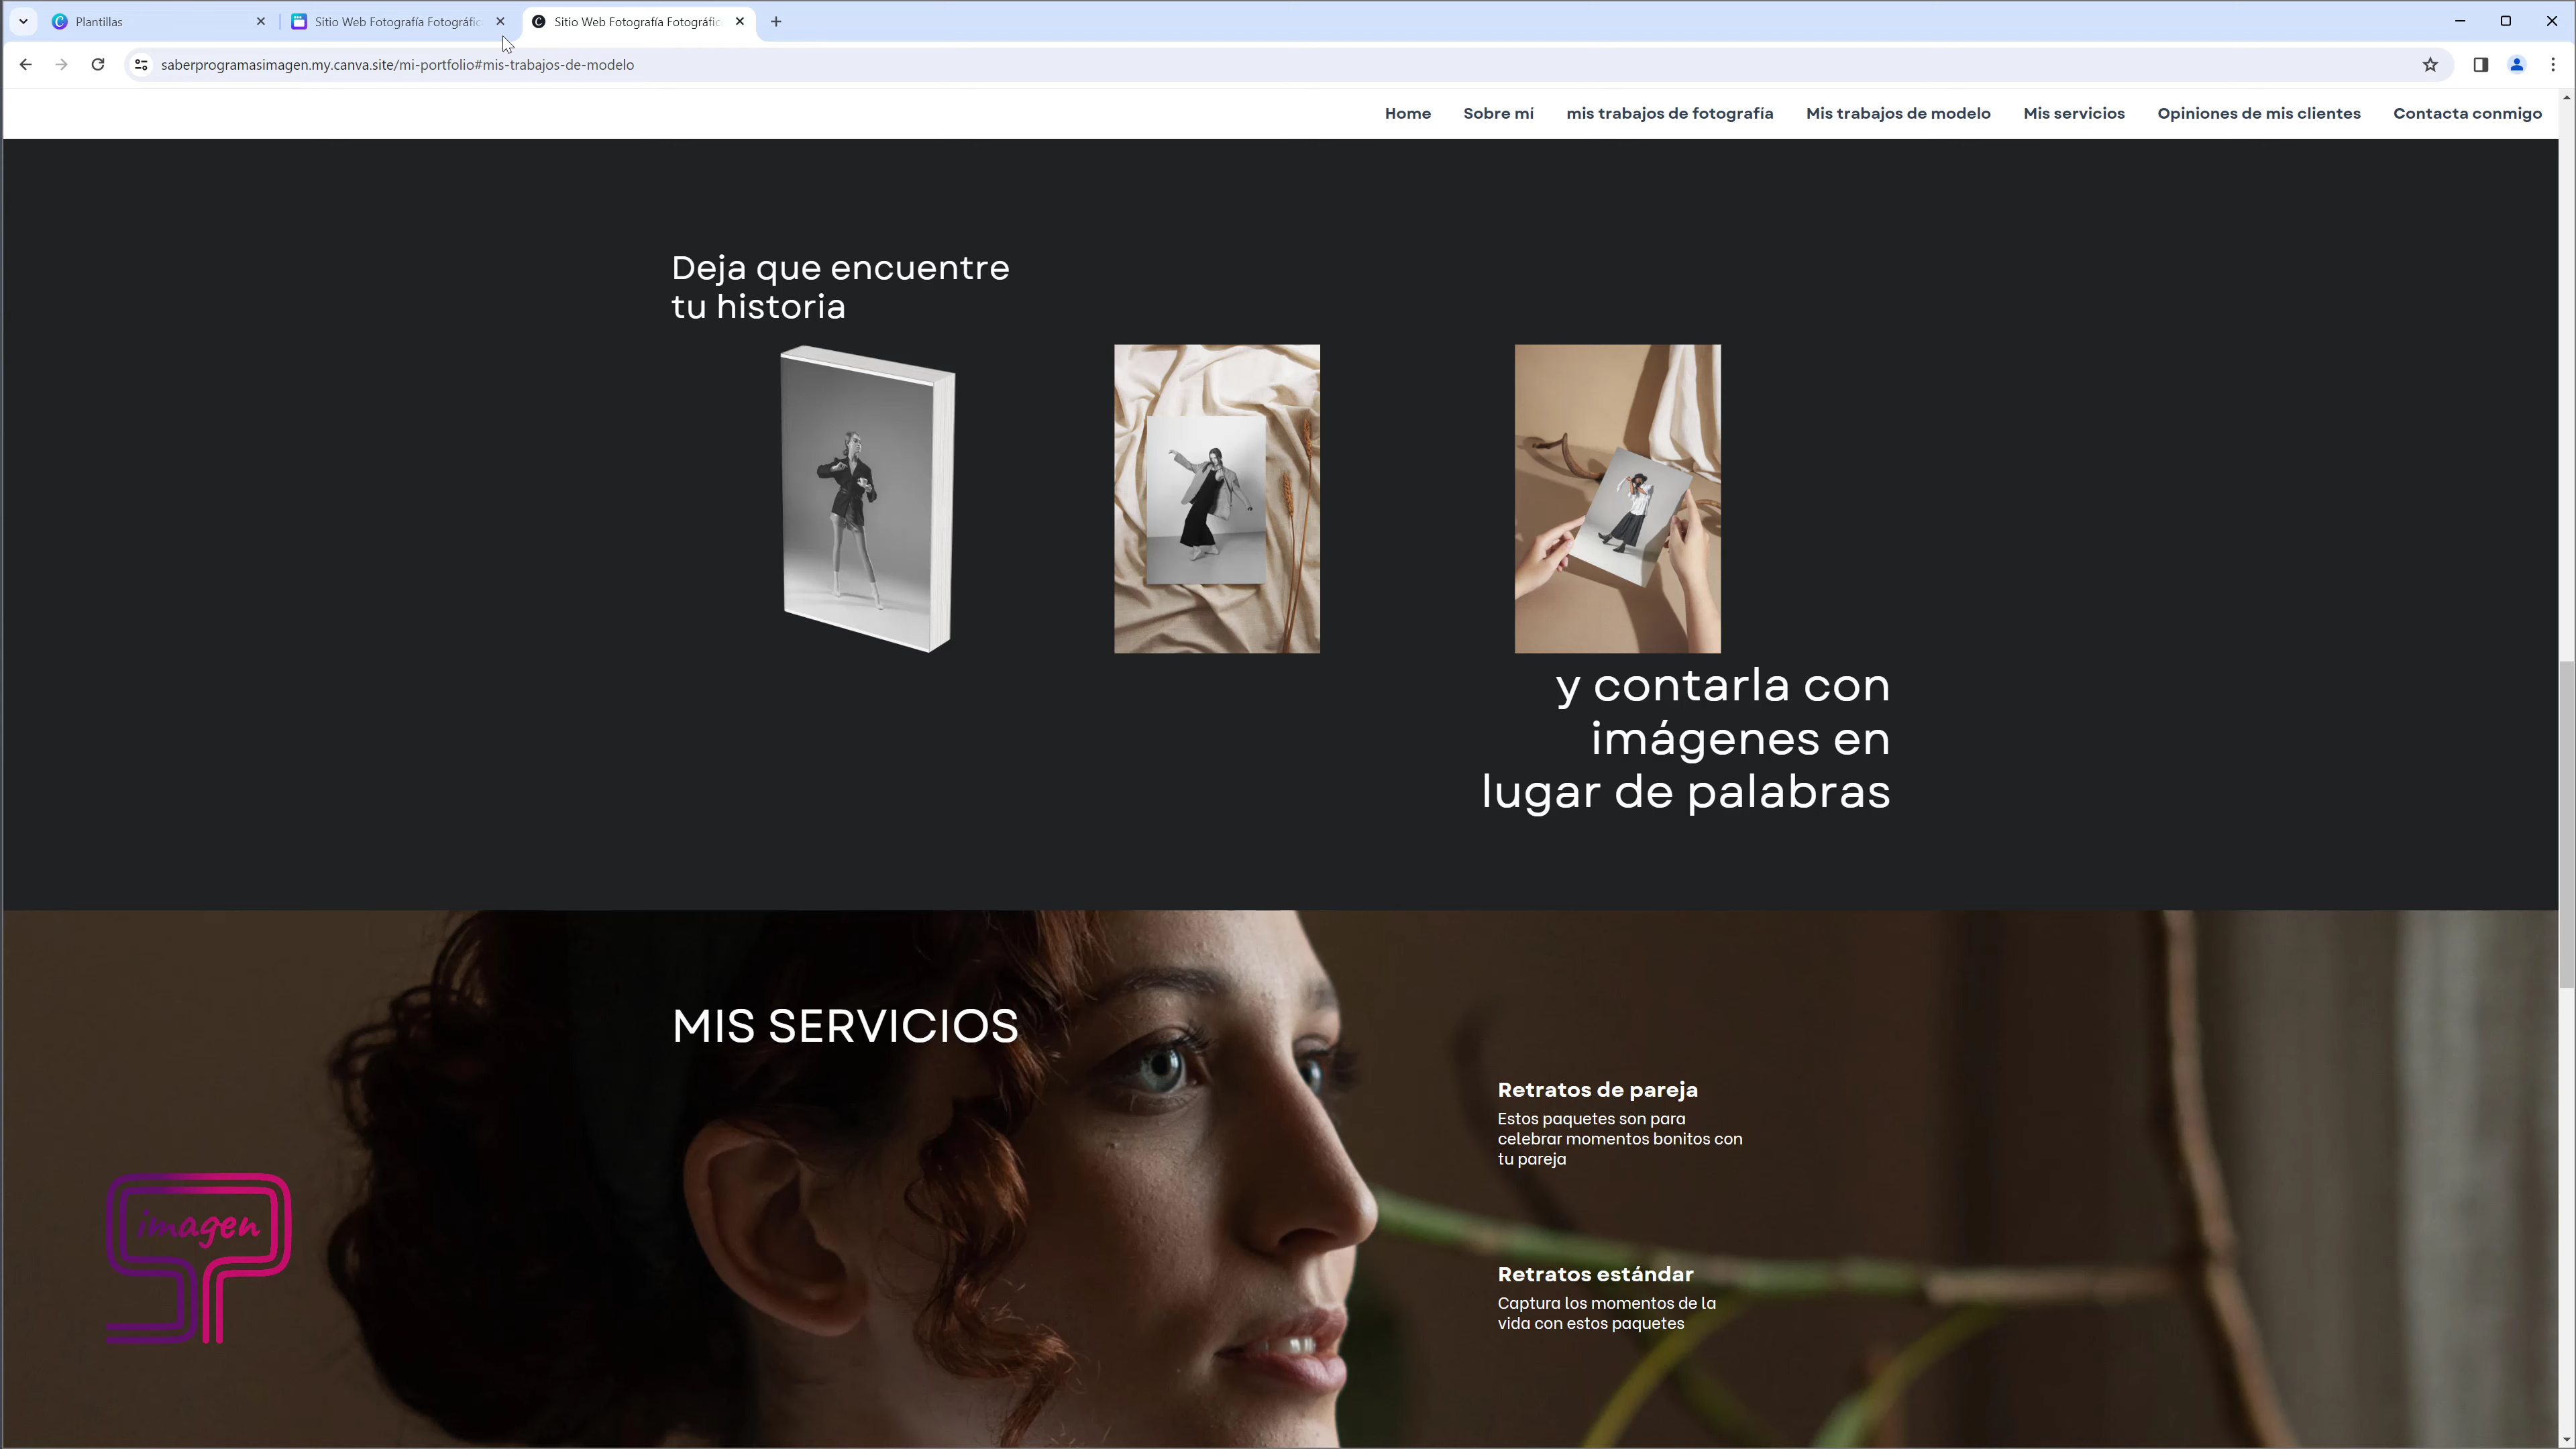 Plantillas
Sitio Web Fotografía Fotográfic
Sitio Web Fotografía Fotográfic
saberprogramasimagen.my.canva.site/mi-portfolio#mis-trabajos-de-modelo
Home Sobre mí mis trabajos de fotografía Mis trabajos de modelo Mis servicios Opiniones de mis clientes Contacta conmigo
Deja que encuentre
tu historia
y contarla con
imágenes en
lugar de palabras
MIS SERVICIOS
Retratos de pareja
Estos paquetes son para
celebrar momentos bonitos con
tu pareja
imagen
Retratos estándar
Captura los momentos de la
vida con estos paquetes